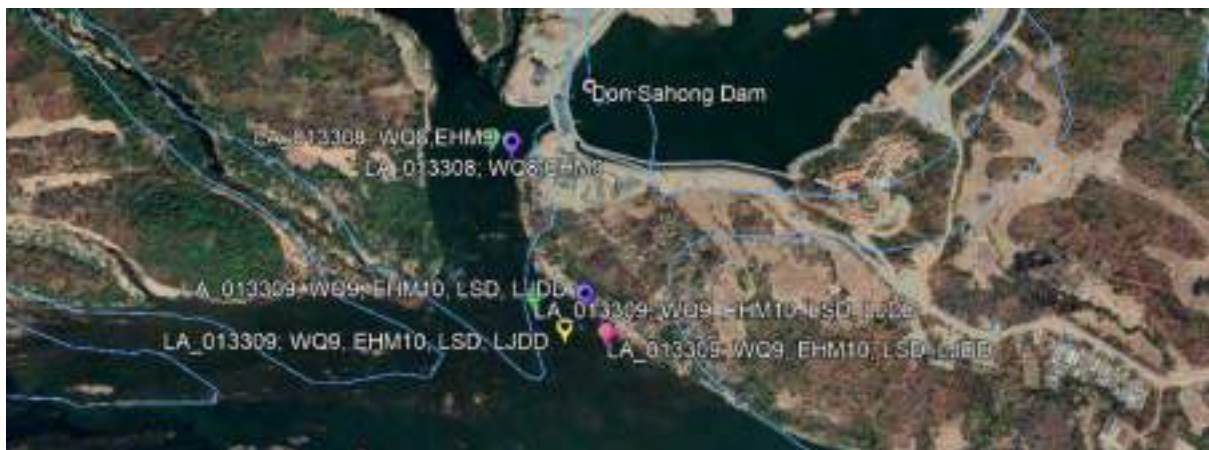 Don Sahong Dam
LA_013308, WQ8,EHM9
LA_013308, WQ8,EHM9
LA_013309, WQ9, EHM10, LSD, LJDD
LA_013309, WQ9, EHM10, LSD, LJDD
LA_013309, WQ9, EHM10, LSD, LJDD
LA_013309, WQ9, EHM10, LSD, LJDD